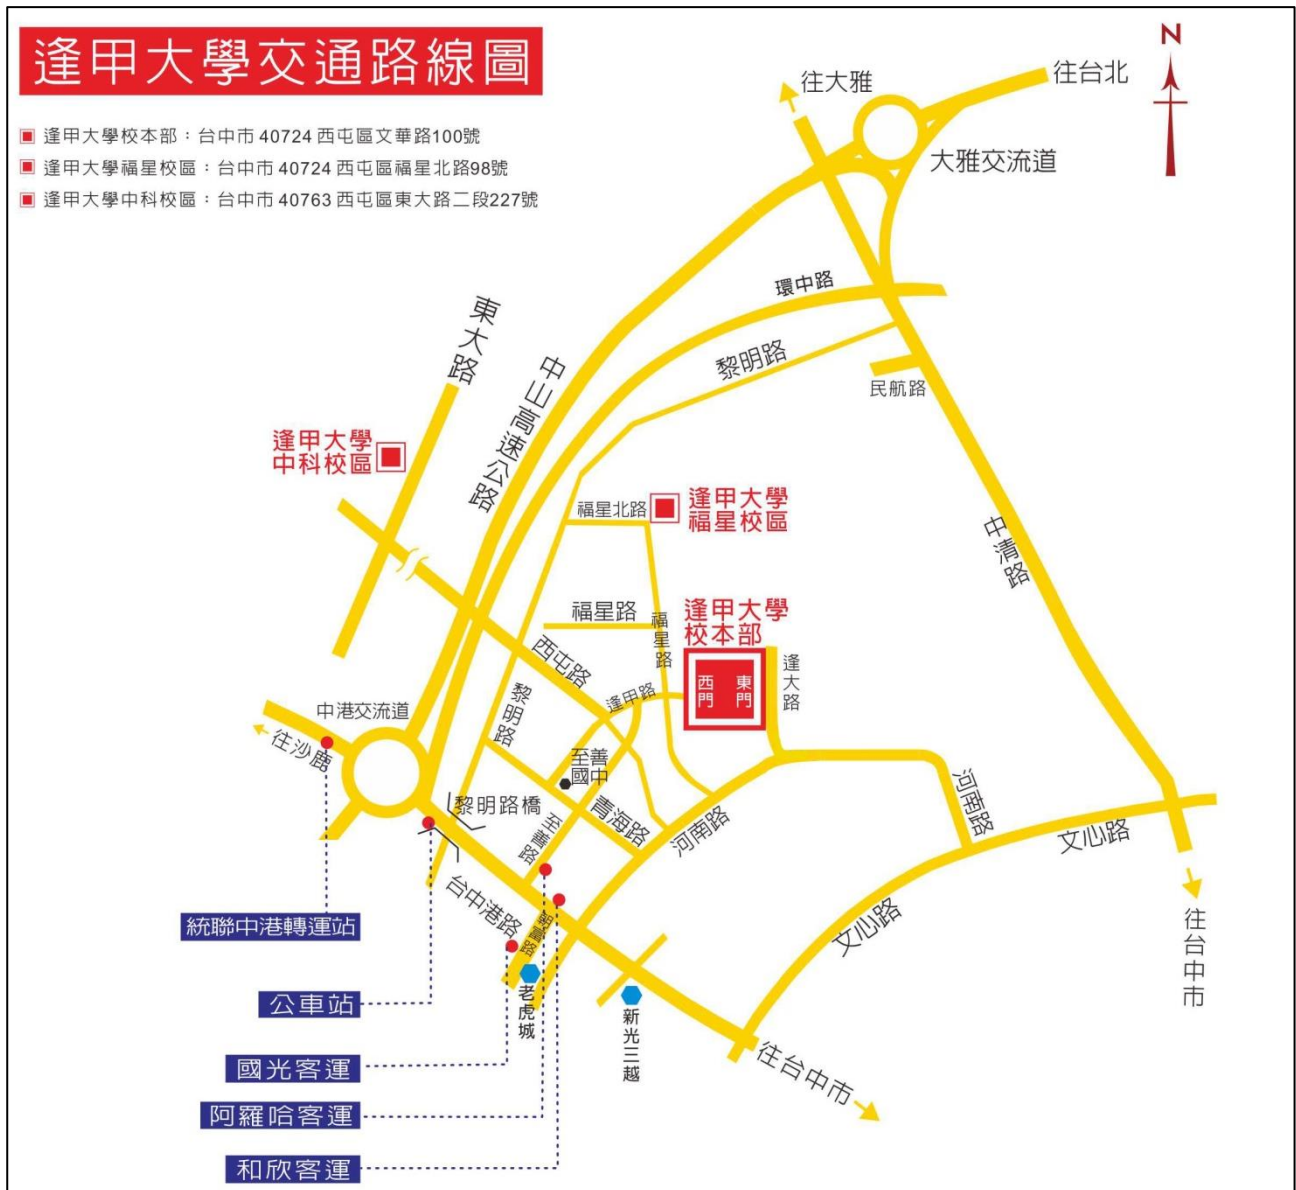 逢甲大學交通路線圖
逢甲大學校本部：台中市 40724 西屯區文華路100號
逢甲大學福星校區：台中市 40724 西屯區福星北路98號
逢甲大學中科校區：台中市 40763 西屯區東大路二段227號
N
往大雅
往台北
大雅交流道
環中路
東大路
中山高速公路
黎明路
民航路
逢甲大學
中科校區
福星北路
逢甲大學
福星校區
中清路
福星路
福星路
逢甲大學
校本部
西門
東門
逢大路
西屯路
逢甲路
黎明路
中港交流道
往沙鹿
至善
國中
黎明路橋
青海路
至善路
河南路
河南路
文心路
台中港路
朝富路
文心路
往台中市
統聯中港轉運站
公車站
老虎城
新光三越
國光客運
往台中市
阿羅哈客運
和欣客運